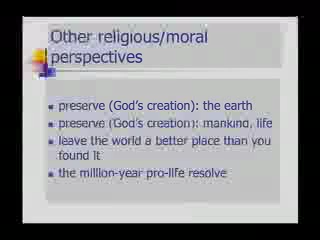 Other religious/moral
perspectives
preserve (God's creation): the earth
preserve (God's creation): mankind, life
leave the world a better place than you
found it
the million-year pro-life resolve